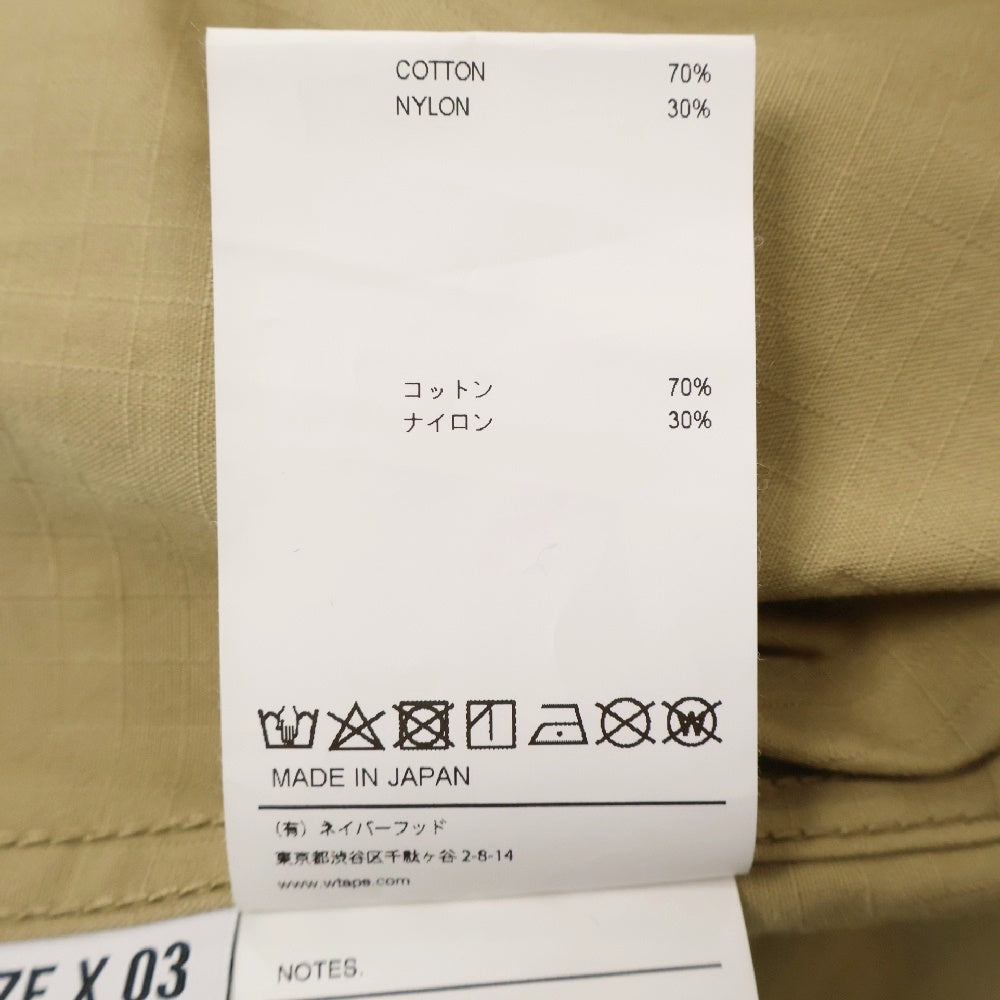 COTTON 70%
NYLON 30%
コットン 70%
ナイロン 30%
MADE IN JAPAN
(有) ネイバーフッド
東京都渋谷区千駄ヶ谷 2-8-14
www.wtaps.com
NOTES.
X 03